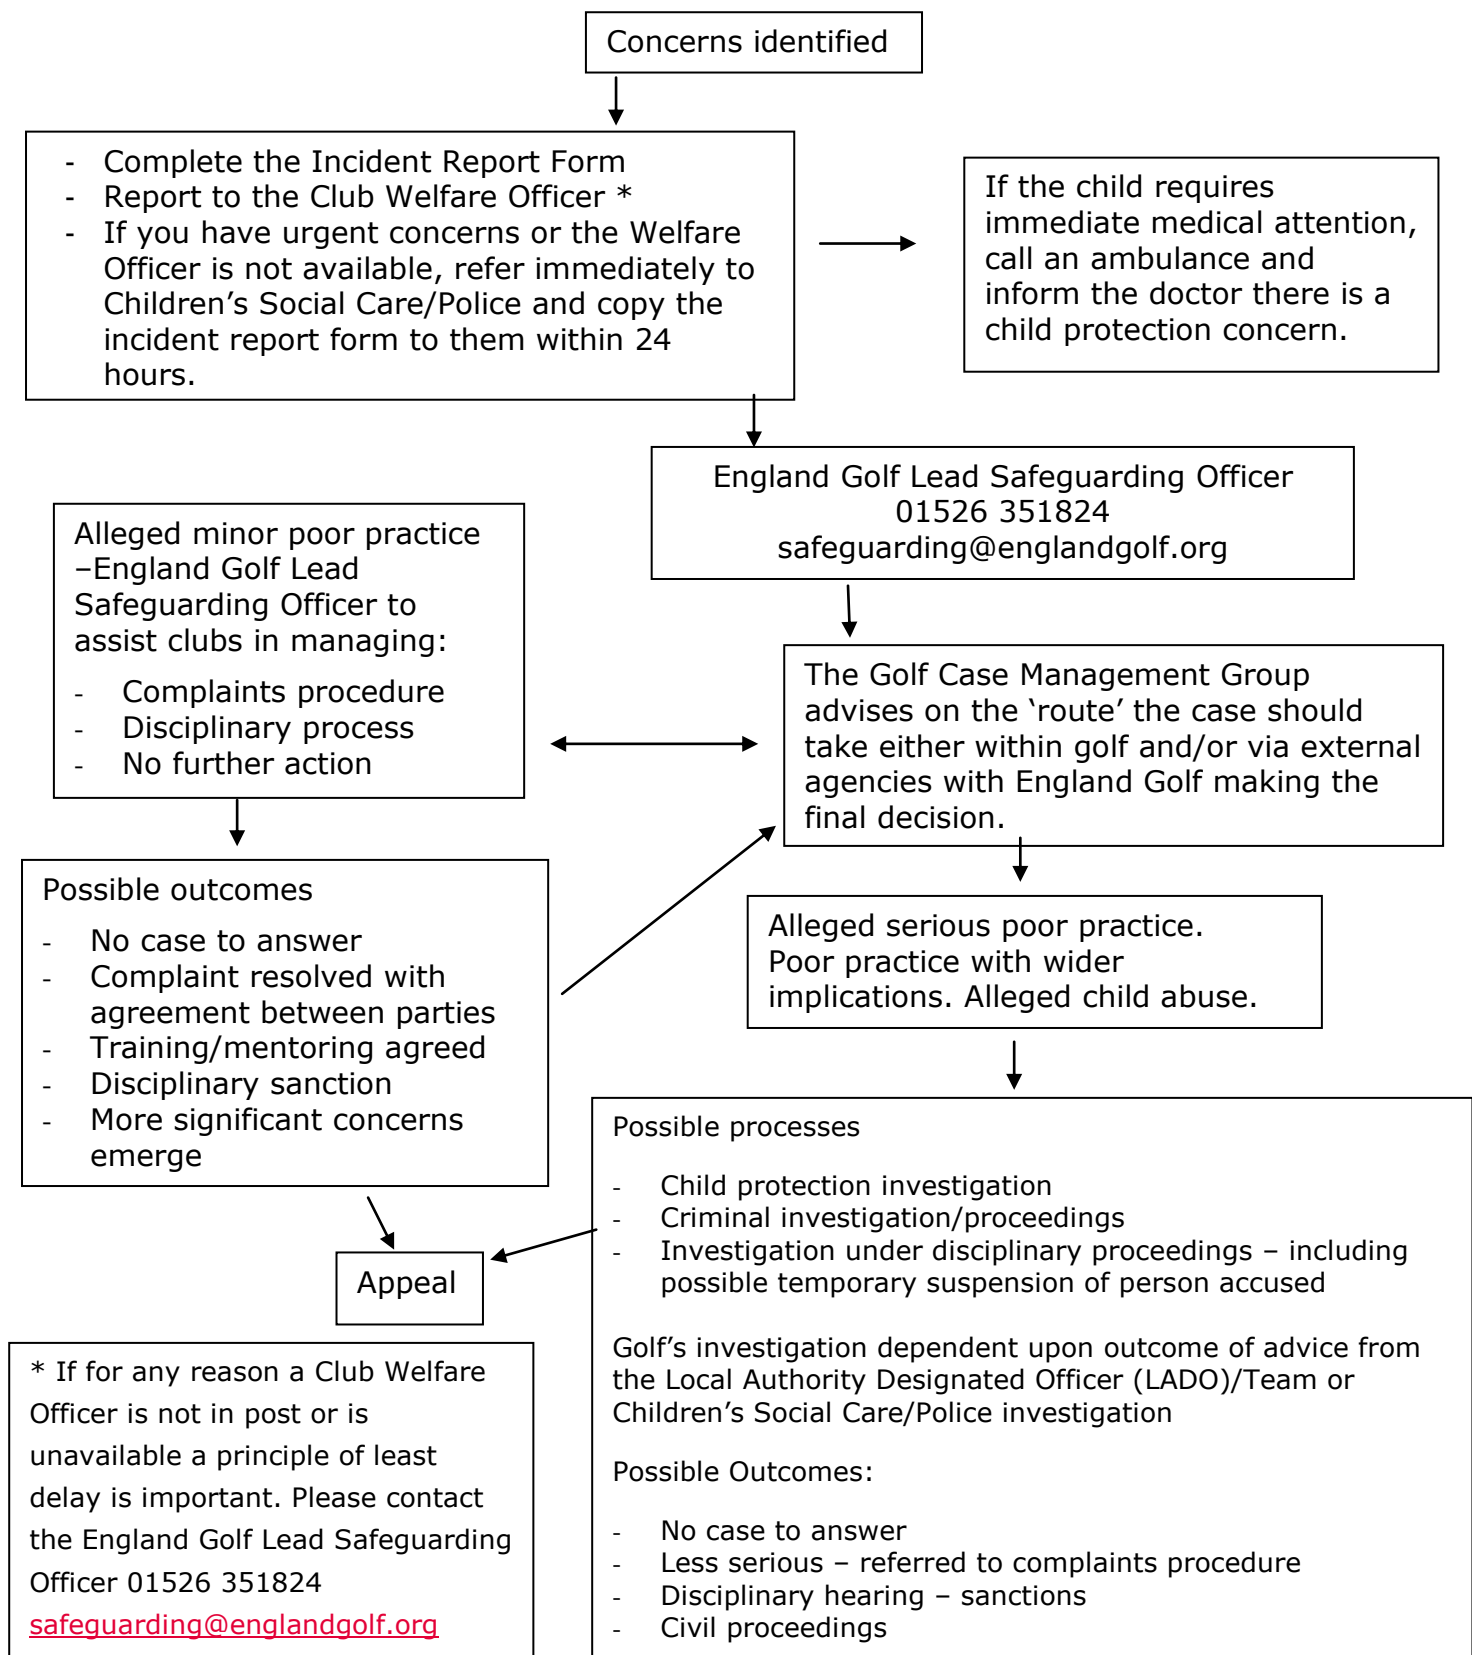 Concerns identified
- Complete the Incident Report Form
- Report to the Club Welfare Officer *
- If you have urgent concerns or the Welfare
Officer is not available, refer immediately to
Children’s Social Care/Police and copy the
incident report form to them within 24
hours.
If the child requires
immediate medical attention,
call an ambulance and
inform the doctor there is a
child protection concern.
England Golf Lead Safeguarding Officer
01526 351824
safeguarding@englandgolf.org
Alleged minor poor practice
–England Golf Lead
Safeguarding Officer to
assist clubs in managing:
- Complaints procedure
- Disciplinary process
- No further action
The Golf Case Management Group
advises on the ‘route’ the case should
take either within golf and/or via external
agencies with England Golf making the
final decision.
Possible outcomes
- No case to answer
- Complaint resolved with
agreement between parties
- Training/mentoring agreed
- Disciplinary sanction
- More significant concerns
emerge
Alleged serious poor practice.
Poor practice with wider
implications. Alleged child abuse.
Possible processes
- Child protection investigation
- Criminal investigation/proceedings
- Investigation under disciplinary proceedings – including
possible temporary suspension of person accused
Golf’s investigation dependent upon outcome of advice from
the Local Authority Designated Officer (LADO)/Team or
Children’s Social Care/Police investigation
Possible Outcomes:
- No case to answer
- Less serious – referred to complaints procedure
- Disciplinary hearing – sanctions
- Civil proceedings
Appeal
* If for any reason a Club Welfare
Officer is not in post or is
unavailable a principle of least
delay is important. Please contact
the England Golf Lead Safeguarding
Officer 01526 351824
safeguarding@englandgolf.org